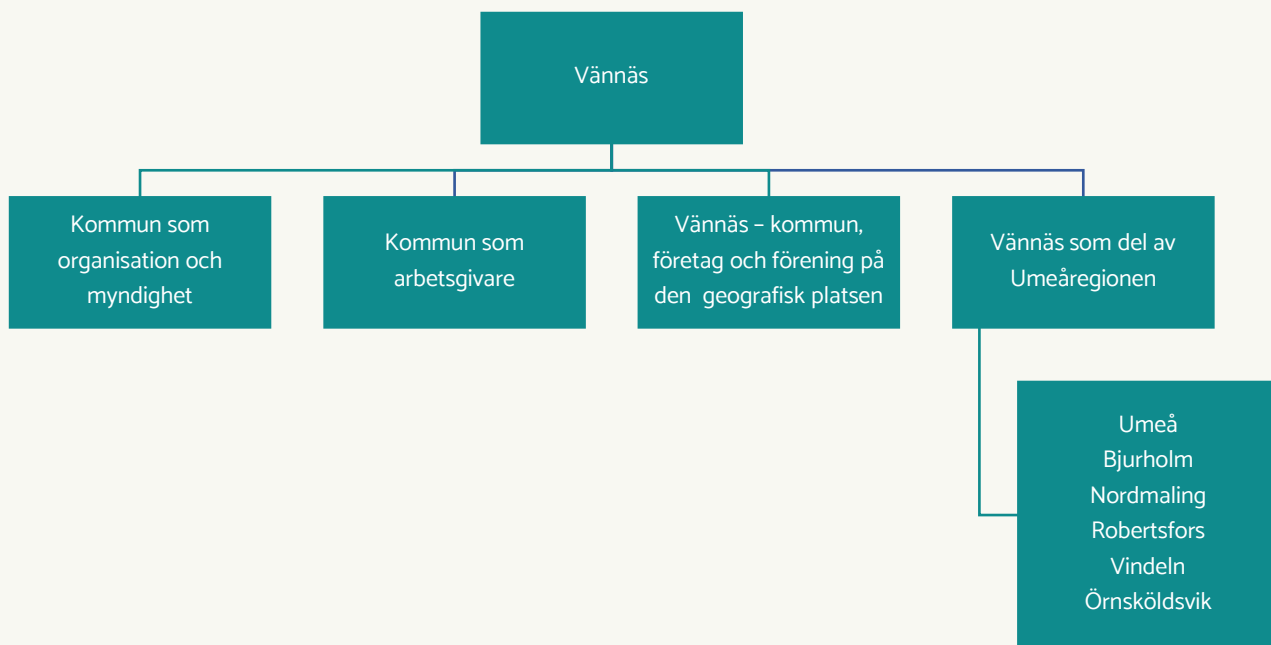 Vännäs
Kommun som
organisation och
myndighet
Kommun som
arbetsgivare
Vännäs – kommun,
företag och förening på
den geografisk platsen
Vännäs som del av
Umeåregionen
Umeå
Bjurholm
Nordmaling
Robertsfors
Vindeln
Örnsköldsvik